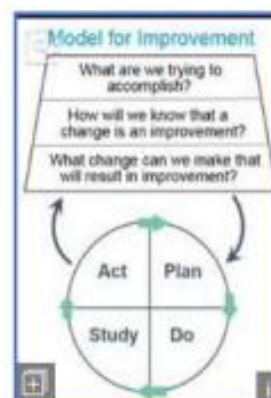 Model for Improvement
What are we trying to
accomplish?
How will we know that a
change is an improvement?
What change can we make that
will result in improvement?
Act
Plan
Study
Do